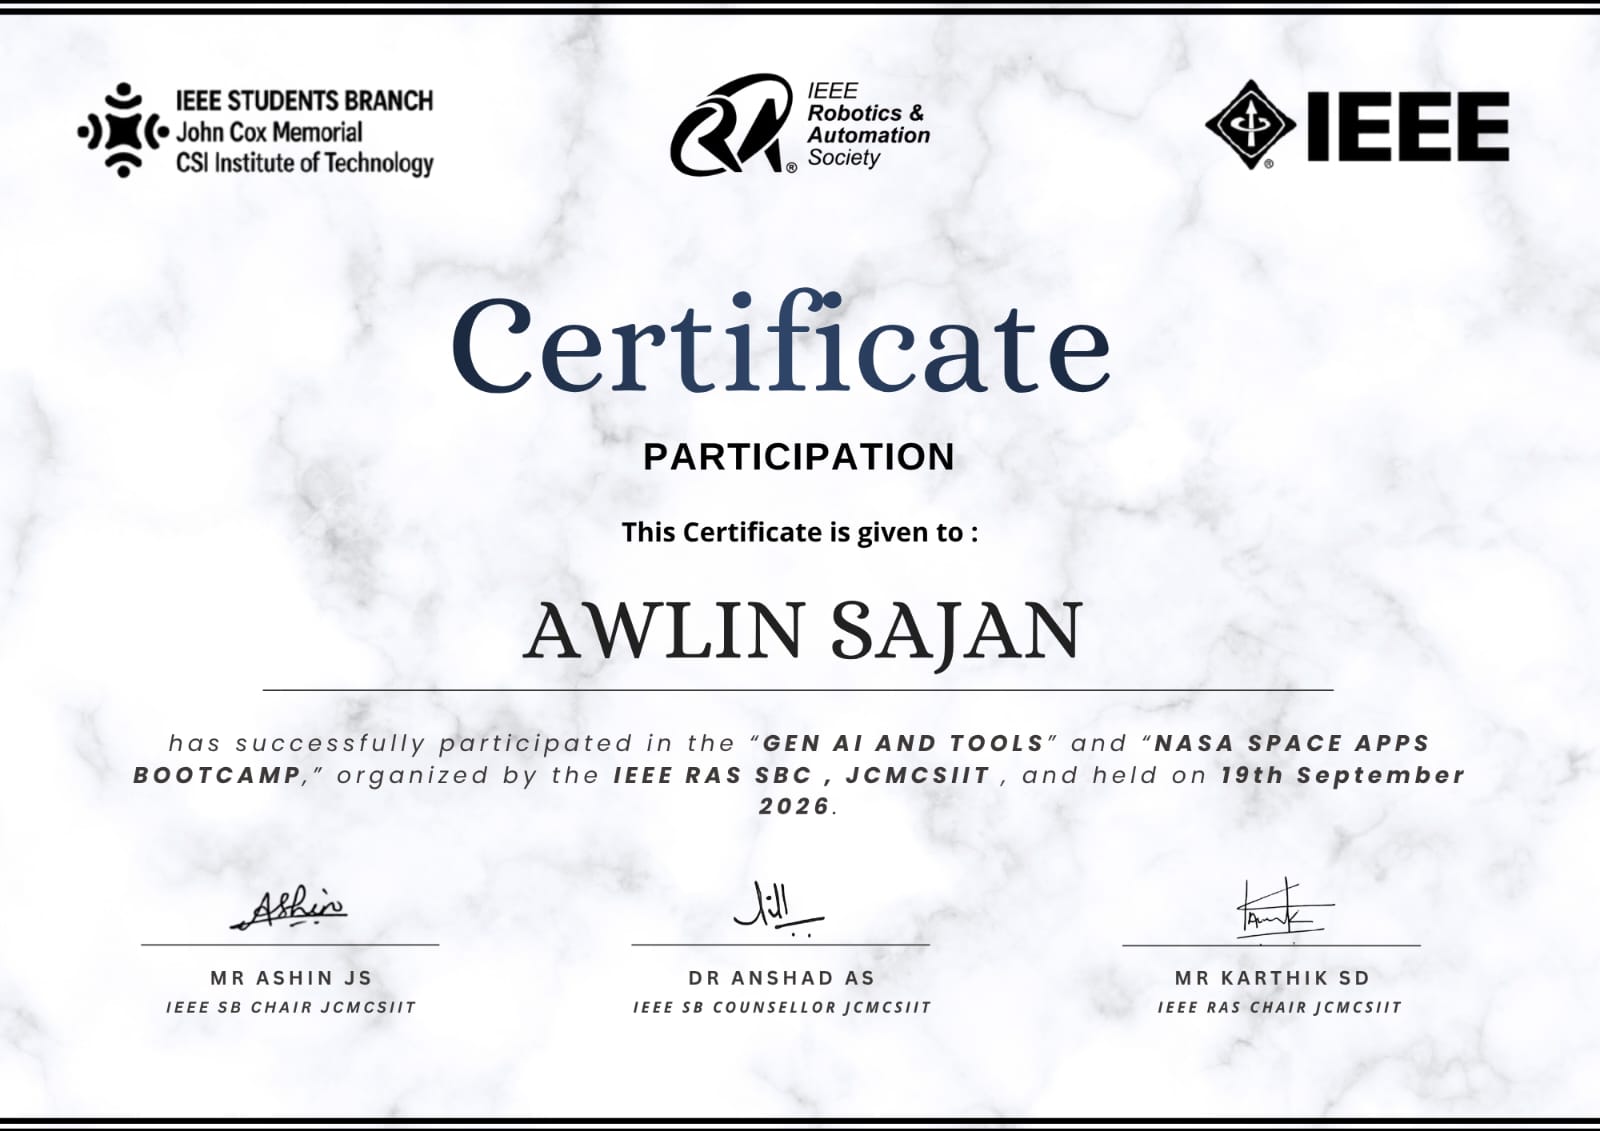 IEEE STUDENTS BRANCH
John Cox Memorial
CSI Institute of Technology
IEEE
Robotics &
Automation
Society
®
IEEE
®
Certificate
PARTICIPATION
This Certificate is given to :
AWLIN SAJAN
has successfully participated in the “GEN AI AND TOOLS” and “NASA SPACE APPS
BOOTCAMP,” organized by the IEEE RAS SBC , JCMCSIIT , and held on 19th September
2026.
Ashin
MR ASHIN JS
IEEE SB CHAIR JCMCSIIT
DR ANSHAD AS
IEEE SB COUNSELLOR JCMCSIIT
MR KARTHIK SD
IEEE RAS CHAIR JCMCSIIT